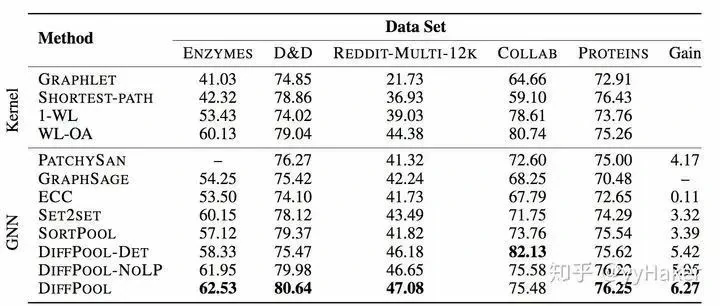 Method Data Set
ENZYMES D&D REDDIT-MULTI-12K COLLAB PROTEINS Gain
Kernel
GRAPHLET 41.03 74.85 21.73 64.66 72.91
SHORTEST-PATH 42.32 78.86 36.93 59.10 76.43
1-WL 53.43 74.02 39.03 78.61 73.76
WL-OA 60.13 79.04 44.38 80.74 75.26
GNN
PATCHYSAN – 76.27 41.32 72.60 75.00 4.17
GRAPHSAGE 54.25 75.42 42.24 68.25 70.48 –
ECC 53.50 74.10 41.73 67.79 72.65 0.11
SET2SET 60.15 78.12 43.49 71.75 74.29 3.32
SORTPOOL 57.12 79.37 41.82 73.76 75.54 3.39
DIFFPOOL-DET 58.33 75.47 46.18 82.13 75.62 5.42
DIFFPOOL-NOLP 61.95 79.98 46.65 75.58 76.22
DIFFPOOL 62.53 80.64 47.08 75.48 76.25 6.27
知乎